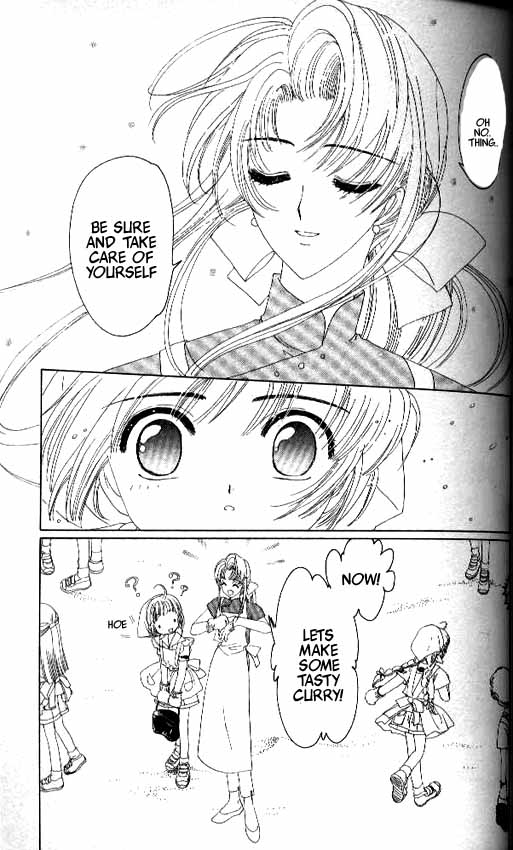 OH
NO.
THING.
BE SURE
AND TAKE
CARE OF
YOURSELF
NOW!
LETS
MAKE
SOME
TASTY
CURRY!
? ? ?
HOE